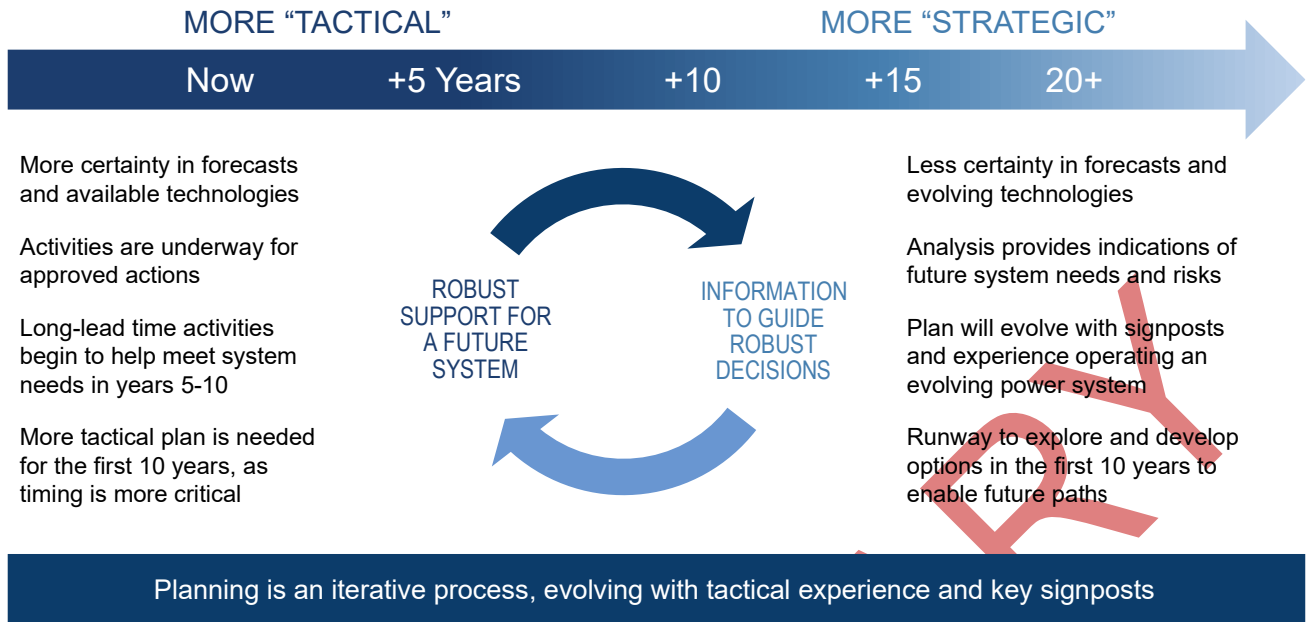 MORE “TACTICAL”
MORE “STRATEGIC”
Now
+5 Years
+10
+15
20+
More certainty in forecasts
and available technologies
Activities are underway for
approved actions
Long-lead time activities
begin to help meet system
needs in years 5-10
More tactical plan is needed
for the first 10 years, as
timing is more critical
ROBUST
SUPPORT FOR
A FUTURE
SYSTEM
INFORMATION
TO GUIDE
ROBUST
DECISIONS
Less certainty in forecasts and
evolving technologies
Analysis provides indications of
future system needs and risks
Plan will evolve with signposts
and experience operating an
evolving power system
Runway to explore and develop
options in the first 10 years to
enable future paths
RY
Planning is an iterative process, evolving with tactical experience and key signposts